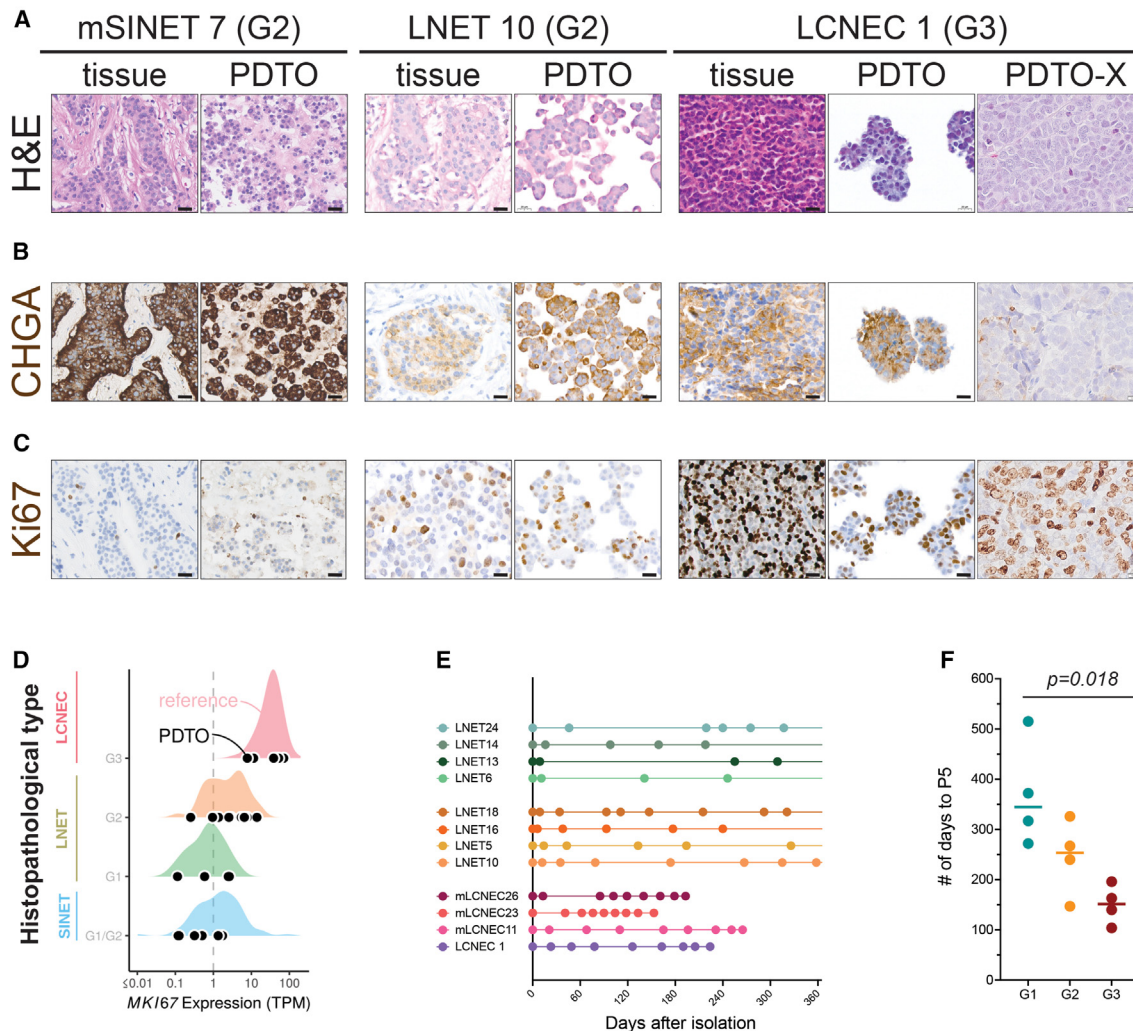 A
mSINET 7 (G2)
LNET 10 (G2)
LCNEC 1 (G3)
tissue
PDTO
tissue
PDTO
tissue
PDTO
PDTO-X
H&E
B
CHGA
C
Ki67
D
Histopathological type
LCNEC
LNET
SINET
reference
PDTO
G3
G2
G1
G1/G2
≤0.01
0.1
1
10
100
MKI67 Expression (TPM)
E
LNET24
LNET14
LNET13
LNET6
LNET18
LNET16
LNET5
LNET10
mLCNEC26
mLCNEC23
mLCNEC11
LCNEC 1
0
60
120
180
240
300
360
Days after isolation
F
p=0.018
# of days to P5
600
500
400
300
250
200
150
100
0
G1
G2
G3